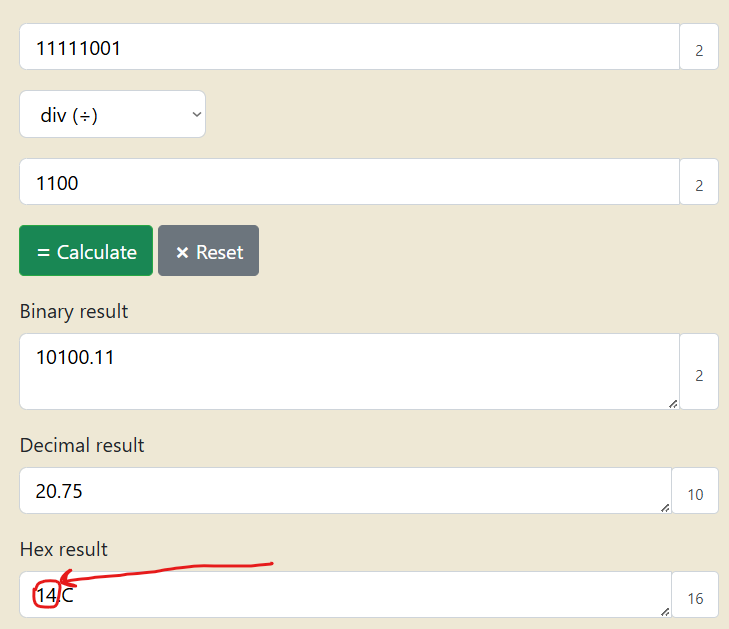 11111001 2
div (÷)
1100 2
= Calculate × Reset
Binary result
10100.11 2
Decimal result
20.75 10
Hex result
14.C 16